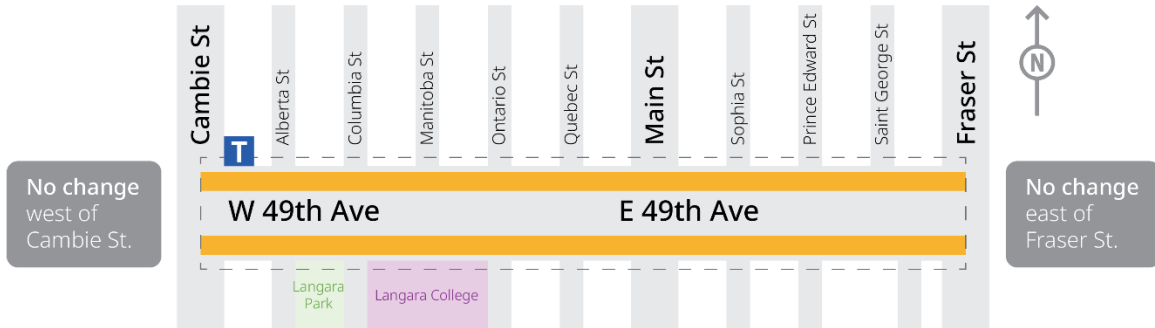 Cambie St
Alberta St
Columbia St
Manitoba St
Ontario St
Quebec St
Main St
Sophia St
Prince Edward St
Saint George St
Fraser St
N
T
No change
west of
Cambie St.
W 49th Ave
E 49th Ave
No change
east of
Fraser St.
Langara
Park
Langara College